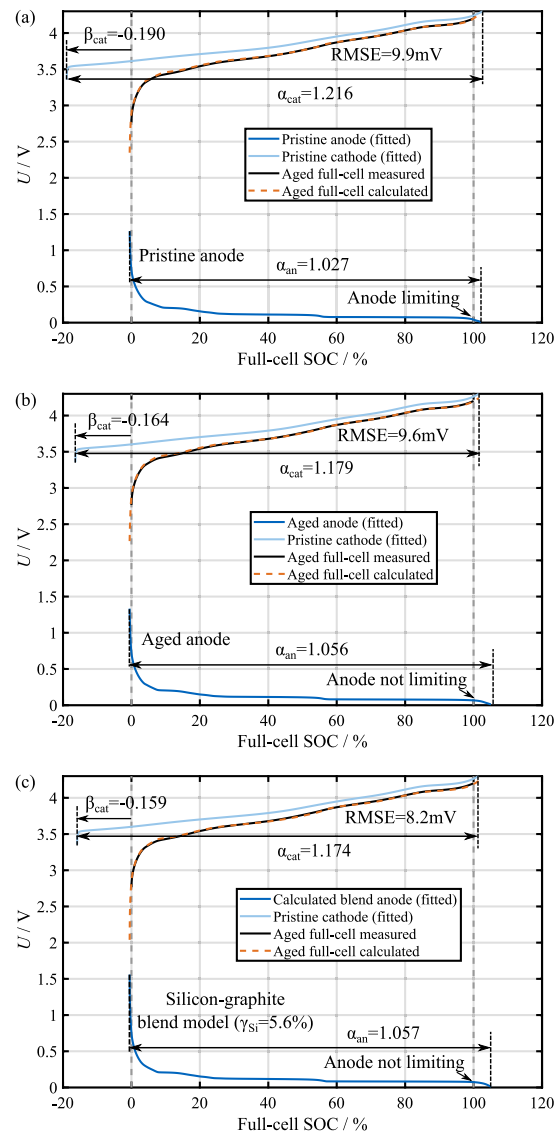 (a)
4
3.5
3
2.5
2
1.5
1
0.5
0
U / V
β_cat=-0.190
RMSE=9.9mV
α_cat=1.216
Pristine anode (fitted)
Pristine cathode (fitted)
Aged full-cell measured
Aged full-cell calculated
Pristine anode
α_an=1.027
Anode limiting
-20 0 20 40 60 80 100 120
Full-cell SOC / %
(b)
4
3.5
3
2.5
2
1.5
1
0.5
0
U / V
β_cat=-0.164
RMSE=9.6mV
α_cat=1.179
Aged anode (fitted)
Pristine cathode (fitted)
Aged full-cell measured
Aged full-cell calculated
Aged anode
α_an=1.056
Anode not limiting
-20 0 20 40 60 80 100 120
Full-cell SOC / %
(c)
4
3.5
3
2.5
2
1.5
1
0.5
0
U / V
β_cat=-0.159
RMSE=8.2mV
α_cat=1.174
Calculated blend anode (fitted)
Pristine cathode (fitted)
Aged full-cell measured
Aged full-cell calculated
Silicon-graphite
blend model (γ_Si=5.6%)
α_an=1.057
Anode not limiting
-20 0 20 40 60 80 100 120
Full-cell SOC / %